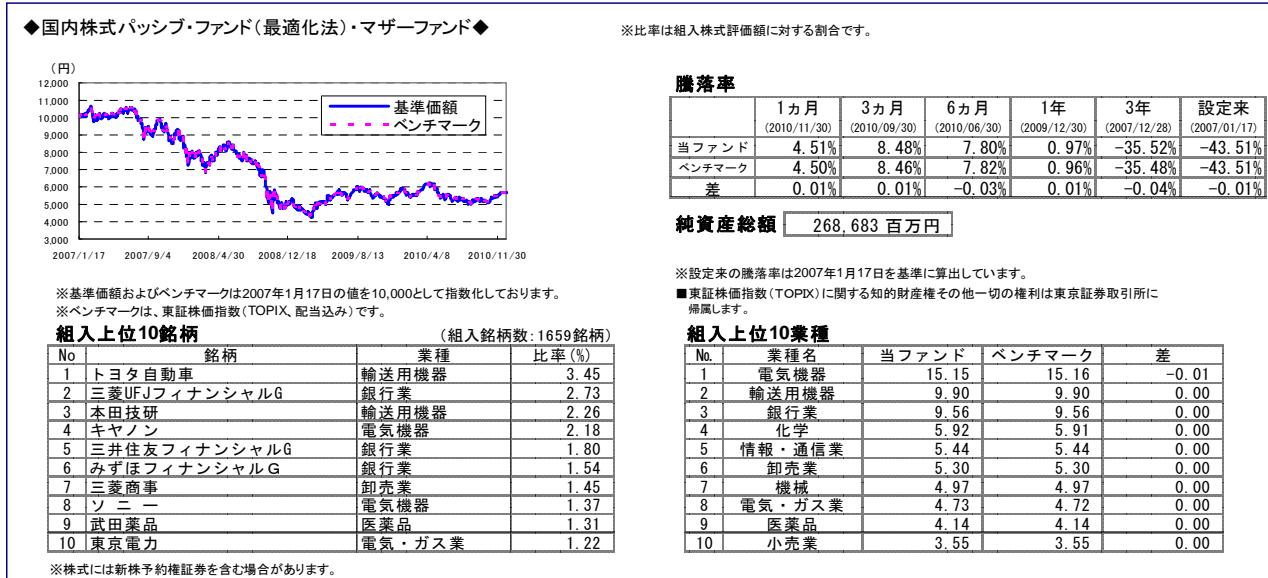 ◆国内株式パッシブ・ファンド(最適化法)・マザーファンド◆
※比率は組入株式評価額に対する割合です。
(円)
12,000
11,000
10,000
9,000
8,000
7,000
6,000
5,000
4,000
3,000
基準価額
ベンチマーク
2007/1/17 2007/9/4 2008/4/30 2008/12/18 2009/8/13 2010/4/8 2010/11/30
※基準価額およびベンチマークは2007年1月17日の値を10,000として指数化しております。
※ベンチマークは、東証株価指数(TOPIX、配当込み)です。
騰落率
1ヵ月 3ヵ月 6ヵ月 1年 3年 設定来
(2010/11/30) (2010/09/30) (2010/06/30) (2009/12/30) (2007/12/28) (2007/01/17)
当ファンド 4.51% 8.48% 7.80% 0.97% -35.52% -43.51%
ベンチマーク 4.50% 8.46% 7.82% 0.96% -35.48% -43.51%
差 0.01% 0.01% -0.03% 0.01% -0.04% -0.01%
純資産総額 268,683 百万円
※設定来の騰落率は2007年1月17日を基準に算出しています。
■東証株価指数(TOPIX)に関する知的財産権その他一切の権利は東京証券取引所に
帰属します。
組入上位10銘柄 (組入銘柄数:1659銘柄)
No 銘柄 業種 比率(%)
1 トヨタ自動車 輸送用機器 3.45
2 三菱UFJフィナンシャルG 銀行業 2.73
3 本田技研 輸送用機器 2.26
4 キヤノン 電気機器 2.18
5 三井住友フィナンシャルG 銀行業 1.80
6 みずほフィナンシャルG 銀行業 1.54
7 三菱商事 卸売業 1.45
8 ソニー 電気機器 1.37
9 武田薬品 医薬品 1.31
10 東京電力 電気・ガス業 1.22
※株式には新株予約権証券を含む場合があります。
組入上位10業種
No. 業種名 当ファンド ベンチマーク 差
1 電気機器 15.15 15.16 -0.01
2 輸送用機器 9.90 9.90 0.00
3 銀行業 9.56 9.56 0.00
4 化学 5.92 5.91 0.00
5 情報・通信業 5.44 5.44 0.00
6 卸売業 5.30 5.30 0.00
7 機械 4.97 4.97 0.00
8 電気・ガス業 4.73 4.72 0.00
9 医薬品 4.14 4.14 0.00
10 小売業 3.55 3.55 0.00